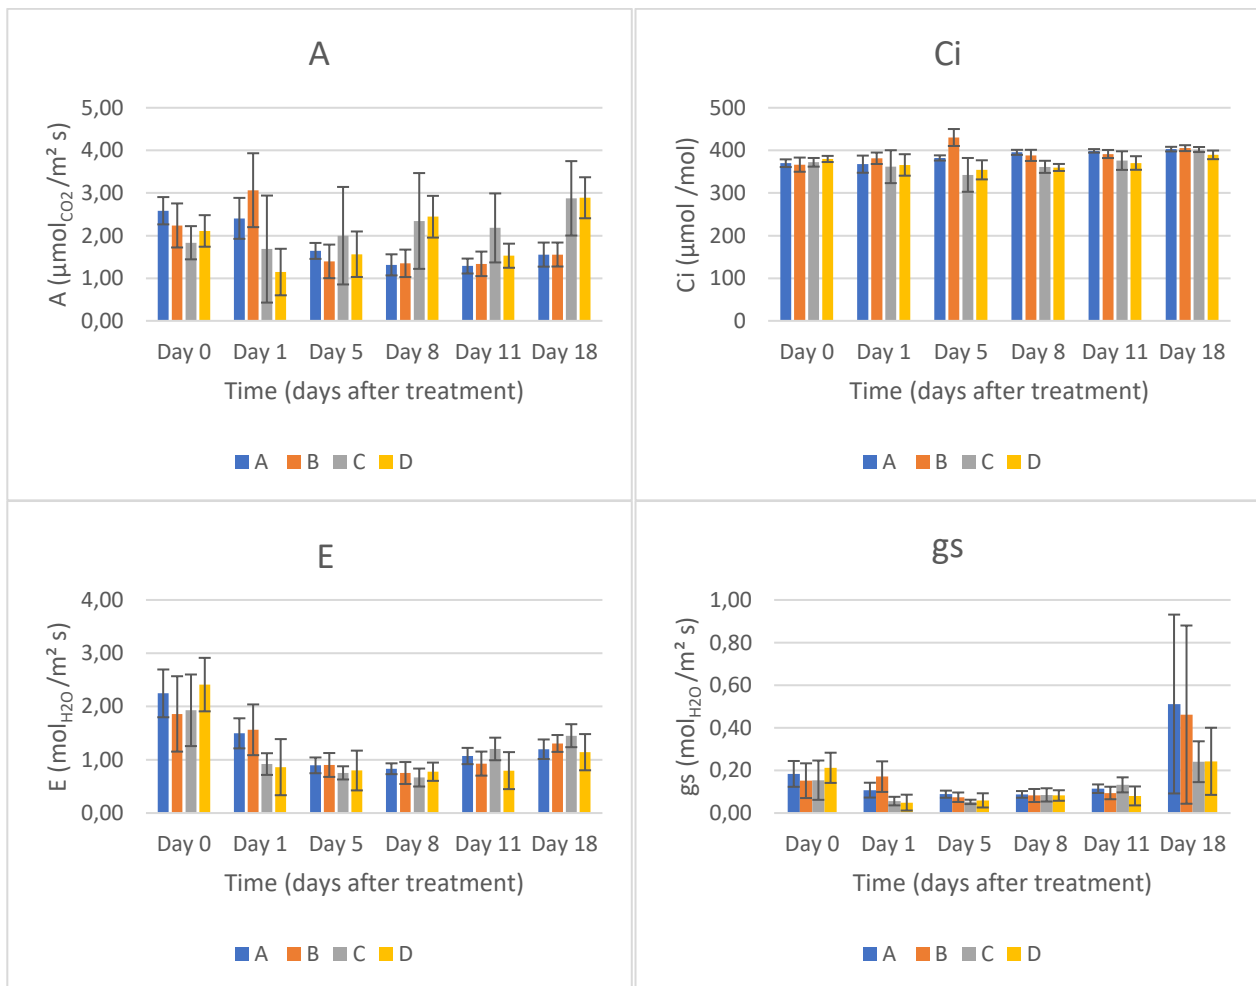 A
A (µmolCO2/m² s)
5,00
4,00
3,00
2,00
1,00
0,00
Day 0 Day 1 Day 5 Day 8 Day 11 Day 18
Time (days after treatment)
A B C D
Ci
Ci (µmol /mol)
500
400
300
200
100
0
Day 0 Day 1 Day 5 Day 8 Day 11 Day 18
Time (days after treatment)
A B C D
E
E (molH2O/m² s)
4,00
3,00
2,00
1,00
0,00
Day 0 Day 1 Day 5 Day 8 Day 11 Day 18
Time (days after treatment)
A B C D
gs
gs (molH2O/m² s)
1,00
0,80
0,60
0,40
0,20
0,00
Day 0 Day 1 Day 5 Day 8 Day 11 Day 18
Time (days after treatment)
A B C D